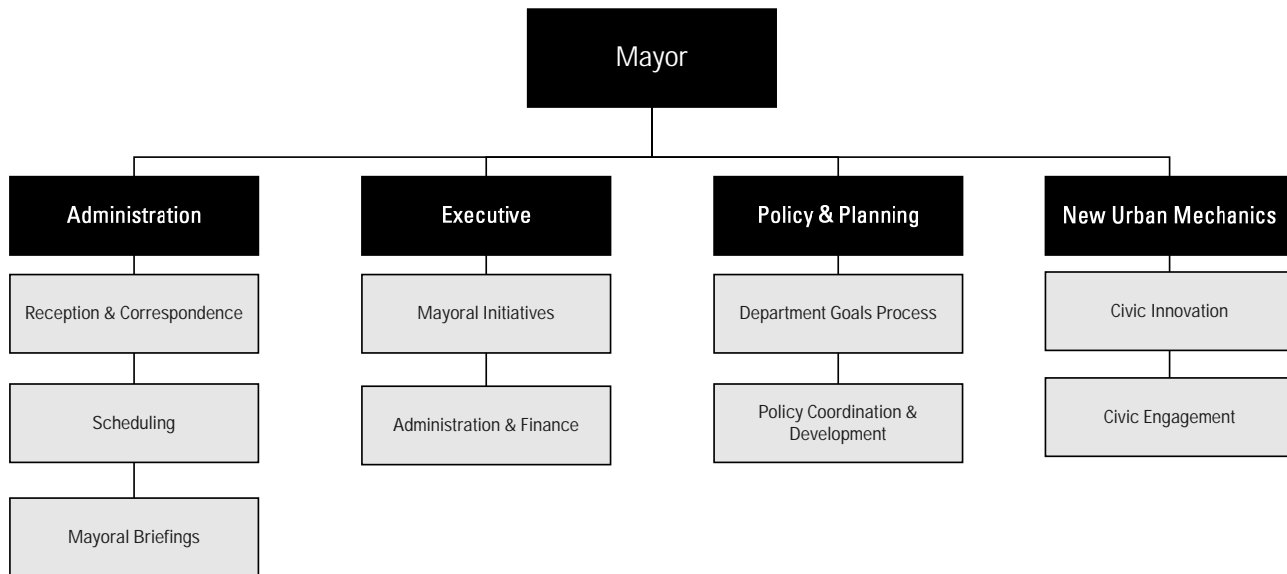 Mayor
Administration
Executive
Policy & Planning
New Urban Mechanics
Reception & Correspondence
Mayoral Initiatives
Department Goals Process
Civic Innovation
Scheduling
Administration & Finance
Policy Coordination &
Development
Civic Engagement
Mayoral Briefings